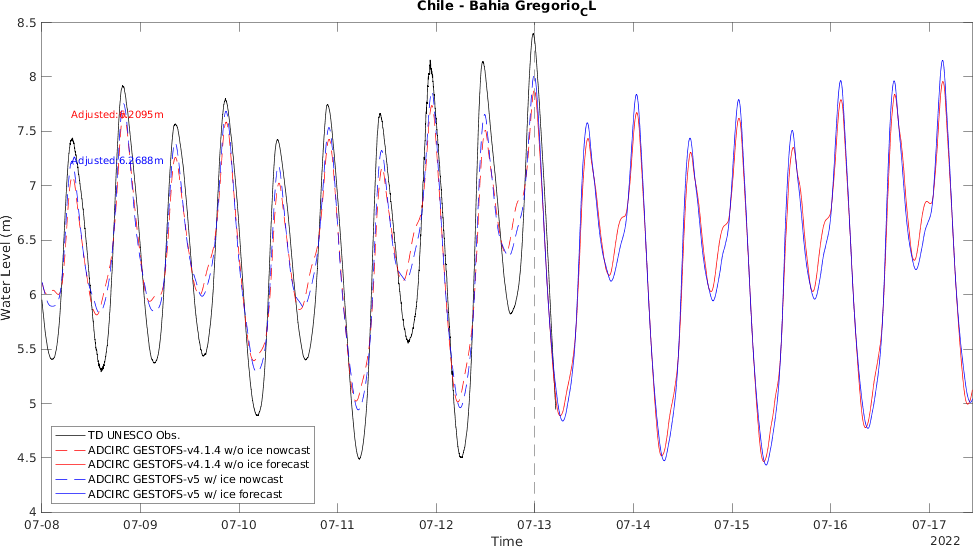 Chile - Bahia Gregorio_CL
8.5
8
7.5
7
6.5
6
5.5
5
4.5
4
Water Level (m)
Adjusted:6.2095m
Adjusted:6.2688m
TD UNESCO Obs.
ADCIRC GESTOFS-v4.1.4 w/o ice nowcast
ADCIRC GESTOFS-v4.1.4 w/o ice forecast
ADCIRC GESTOFS-v5 w/ ice nowcast
ADCIRC GESTOFS-v5 w/ ice forecast
07-08 07-09 07-10 07-11 07-12 07-13 07-14 07-15 07-16 07-17
Time
2022